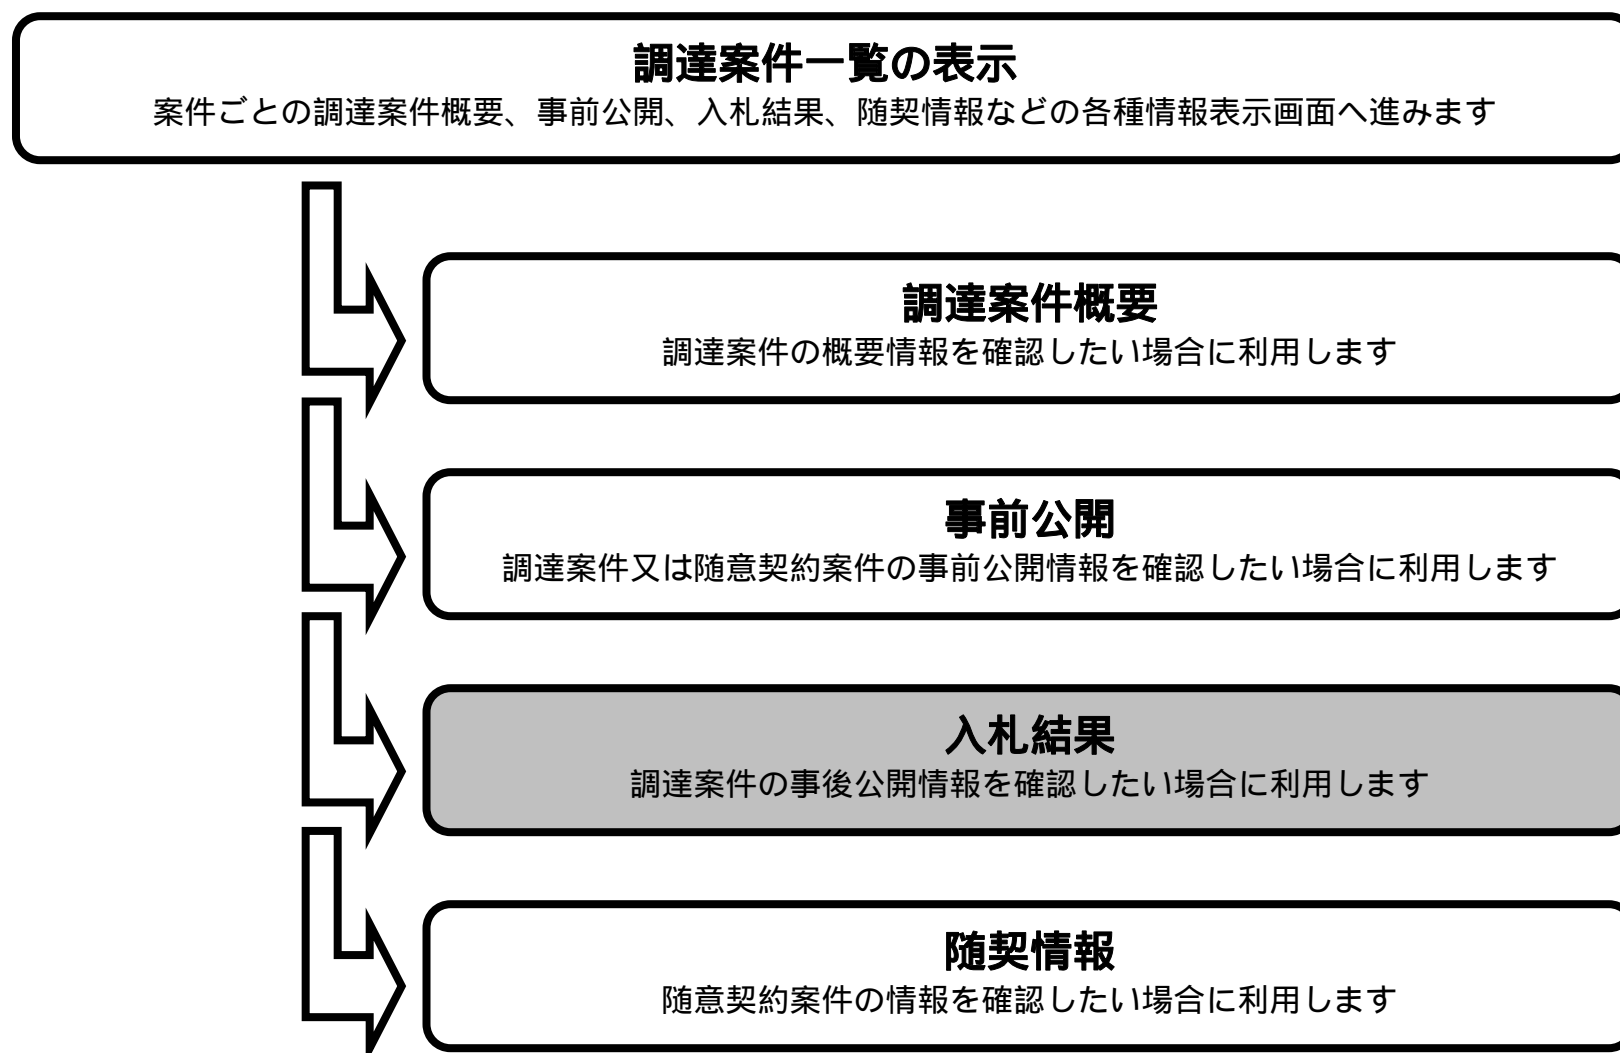 調達案件一覧の表示
案件ごとの調達案件概要、事前公開、入札結果、随契情報などの各種情報表示画面へ進みます
調達案件概要
調達案件の概要情報を確認したい場合に利用します
事前公開
調達案件又は随意契約案件の事前公開情報を確認したい場合に利用します
入札結果
調達案件の事後公開情報を確認したい場合に利用します
随契情報
随意契約案件の情報を確認したい場合に利用します